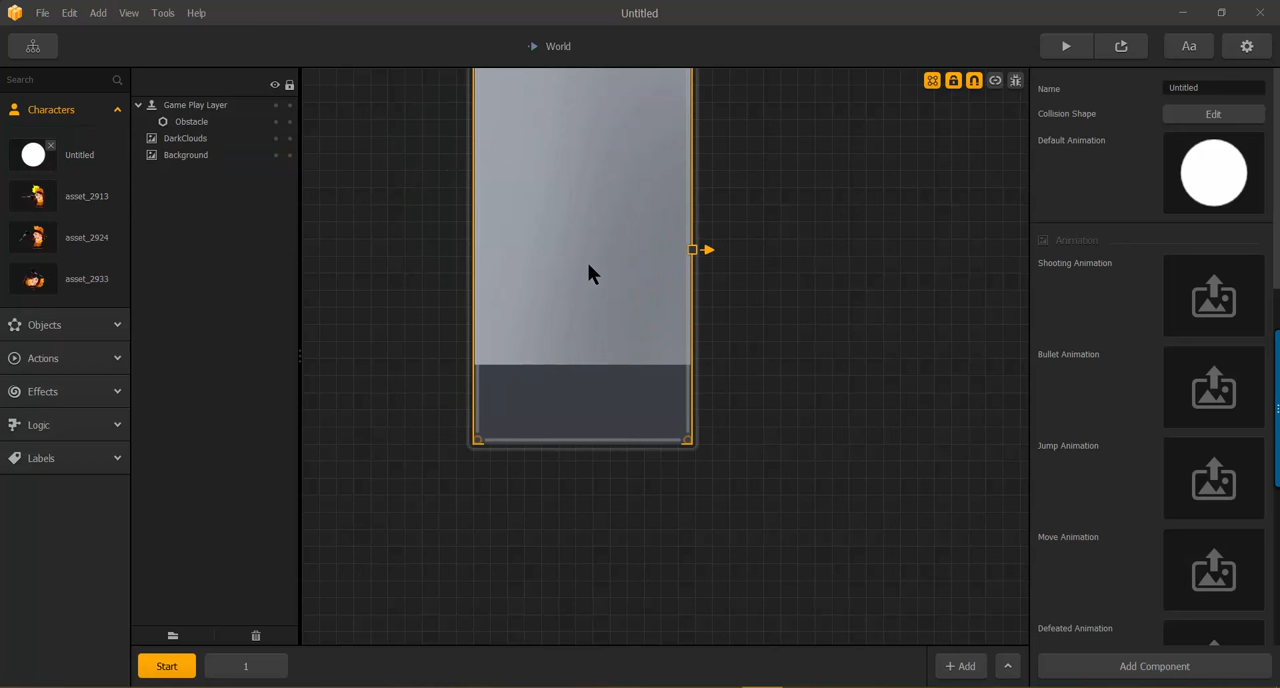 File Edit Add View Tools Help
Untitled
World
Aa
Search
Characters
Untitled
asset_2913
asset_2924
asset_2933
Objects
Actions
Effects
Logic
Labels
Game Play Layer
Obstacle
DarkClouds
Background
Name
Untitled
Collision Shape
Edit
Default Animation
Animation
Shooting Animation
Bullet Animation
Jump Animation
Move Animation
Defeated Animation
Start
1
+ Add
Add Component